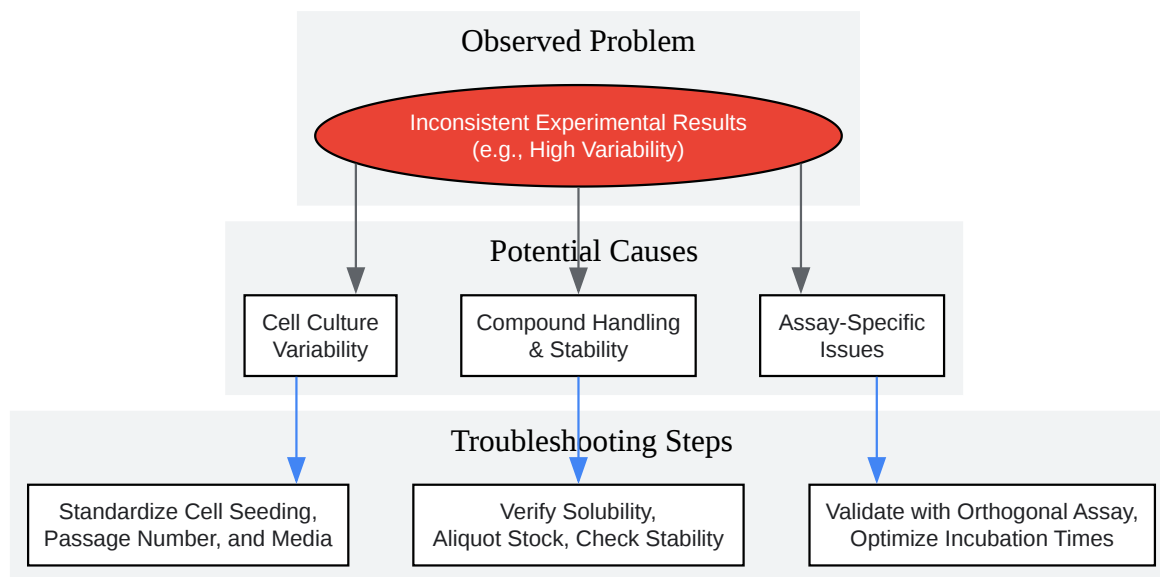 Observed Problem
Inconsistent Experimental Results
(e.g., High Variability)
Potential Causes
Cell Culture
Variability
Compound Handling
& Stability
Assay-Specific
Issues
Troubleshooting Steps
Standardize Cell Seeding,
Passage Number, and Media
Verify Solubility,
Aliquot Stock, Check Stability
Validate with Orthogonal Assay,
Optimize Incubation Times